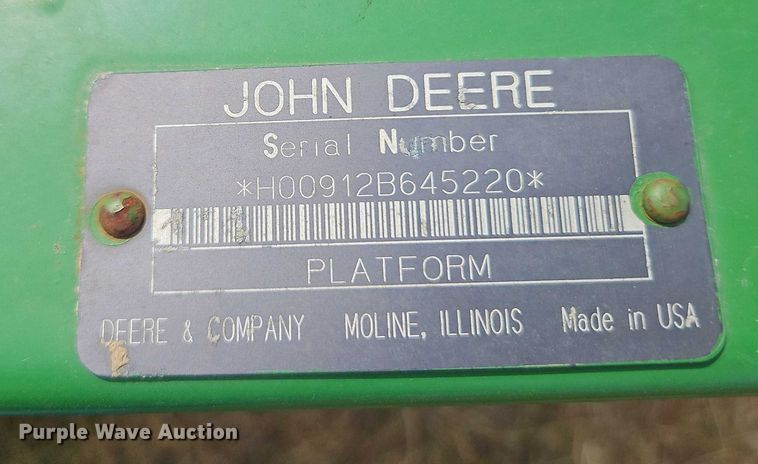 JOHN DEERE
Serial Number
*H00912B645220*
PLATFORM
DEERE & COMPANY MOLINE, ILLINOIS Made in USA
Purple Wave Auction